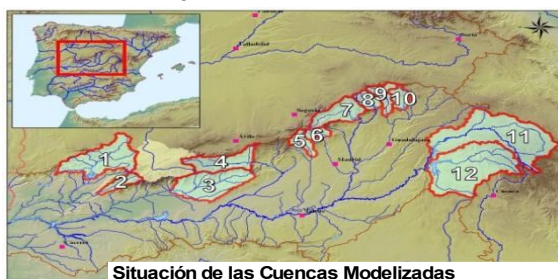 Valladolid
Soria
Segovia
Ávila
Guadalajara
Madrid
Toledo
Cuenca
Cáceres
1
2
3
4
5
6
7
8
9
10
11
12
Situación de las Cuencas Modelizadas